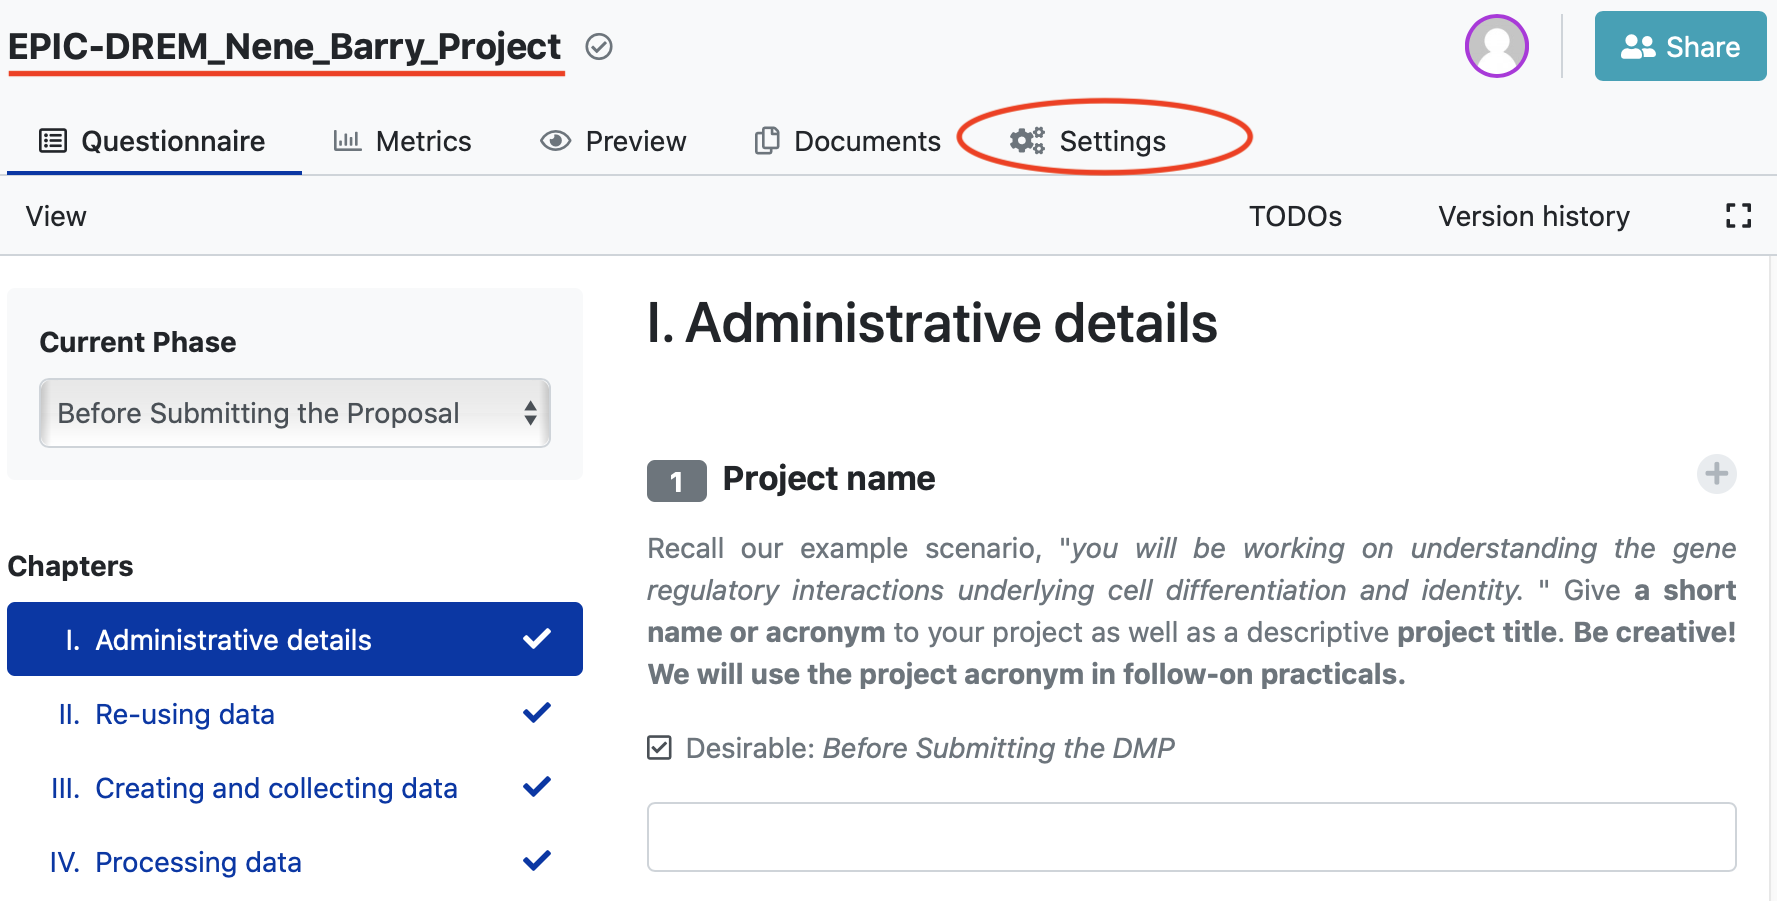 EPIC-DREM_Nene_Barry_Project
Share
Questionnaire Metrics Preview Documents Settings
View TODOs Version history
Current Phase
Before Submitting the Proposal
Chapters
I. Administrative details
II. Re-using data
III. Creating and collecting data
IV. Processing data
I. Administrative details
1 Project name
Recall our example scenario, "you will be working on understanding the gene
regulatory interactions underlying cell differentiation and identity. " Give a short
name or acronym to your project as well as a descriptive project title. Be creative!
We will use the project acronym in follow-on practicals.
Desirable: Before Submitting the DMP